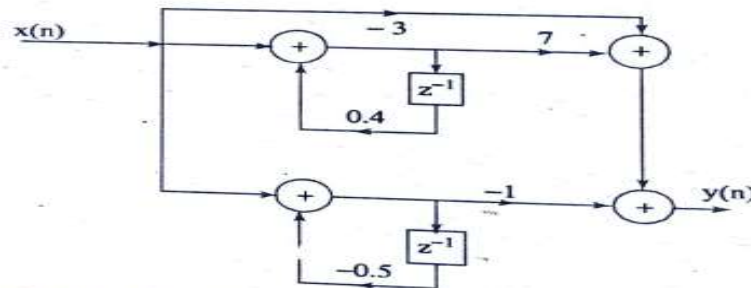 x(n)
− 3
+
7
+
z⁻¹
0.4
+
−1
+
y(n)
z⁻¹
−0.5